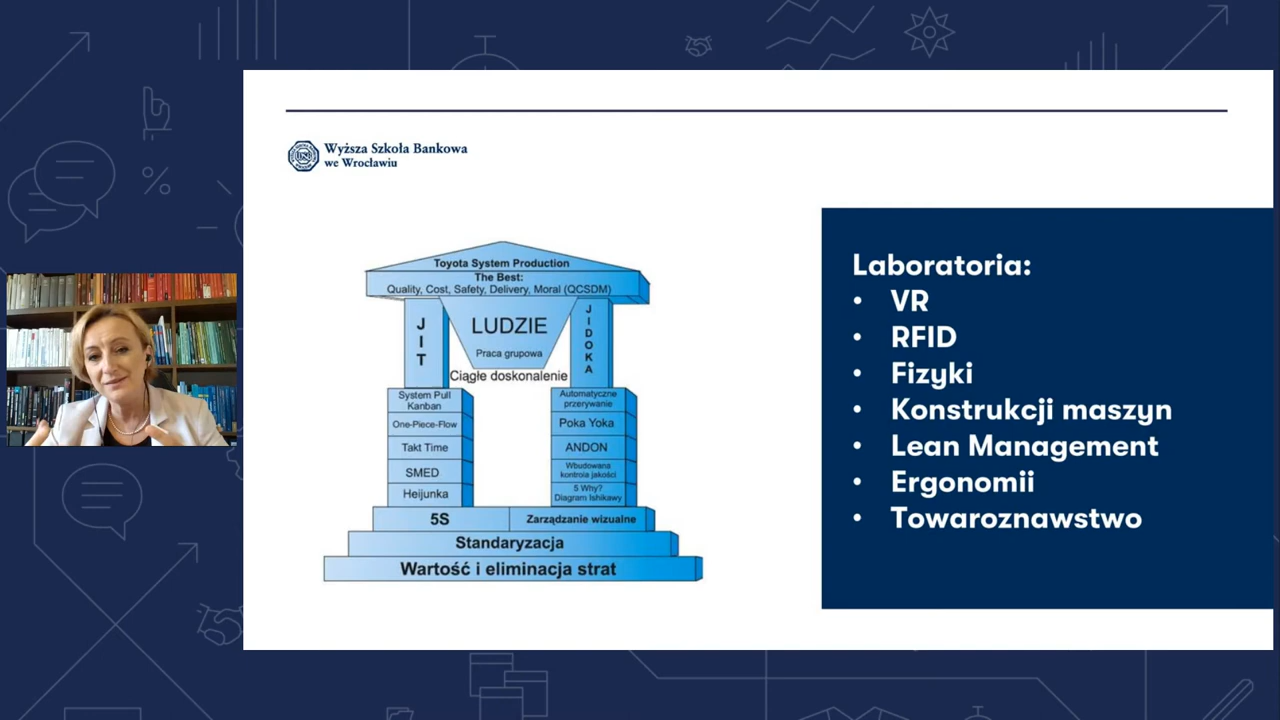 Wyższa Szkoła Bankowa
we Wrocławiu
Toyota System Production
The Best:
Quality, Cost, Safety, Delivery, Moral (QCSDM)
JIT
LUDZIE
Praca grupowa
JIDOKA
Ciągłe doskonalenie
System Pull
Kanban
One-Piece-Flow
Takt Time
SMED
Heijunka
Automatyczne
przerywanie
Poka Yoka
ANDON
Wbudowana
kontrola jakości
5 Why?
Diagram Ishikawy
5S
Zarządzanie wizualne
Standaryzacja
Wartość i eliminacja strat
Laboratoria:
• VR
• RFID
• Fizyki
• Konstrukcji maszyn
• Lean Management
• Ergonomii
• Towaroznawstwo